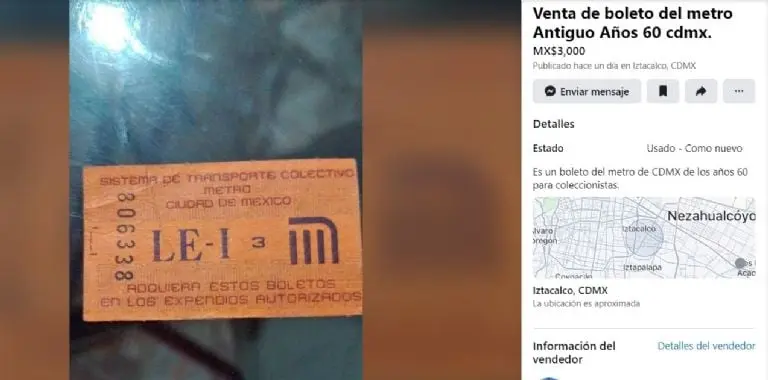 SISTEMA DE TRANSPORTE COLECTIVO
METRO
CIUDAD DE MEXICO
806338
LE-I 3
ADQUIERA ESTOS BOLETOS
EN LOS EXPENDIOS AUTORIZADOS
Venta de boleto del metro
Antiguo Años 60 cdmx.
MX$3,000
Publicado hace un día en Iztacalco, CDMX
Enviar mensaje
Detalles
Estado Usado - Como nuevo
Es un boleto del metro de CDMX de los años 60
para coleccionistas.
Nezahualcóyo
Iztacalco
Iztapalapa
Iztacalco, CDMX
La ubicación es aproximada
Información del
vendedor
Detalles del vendedor